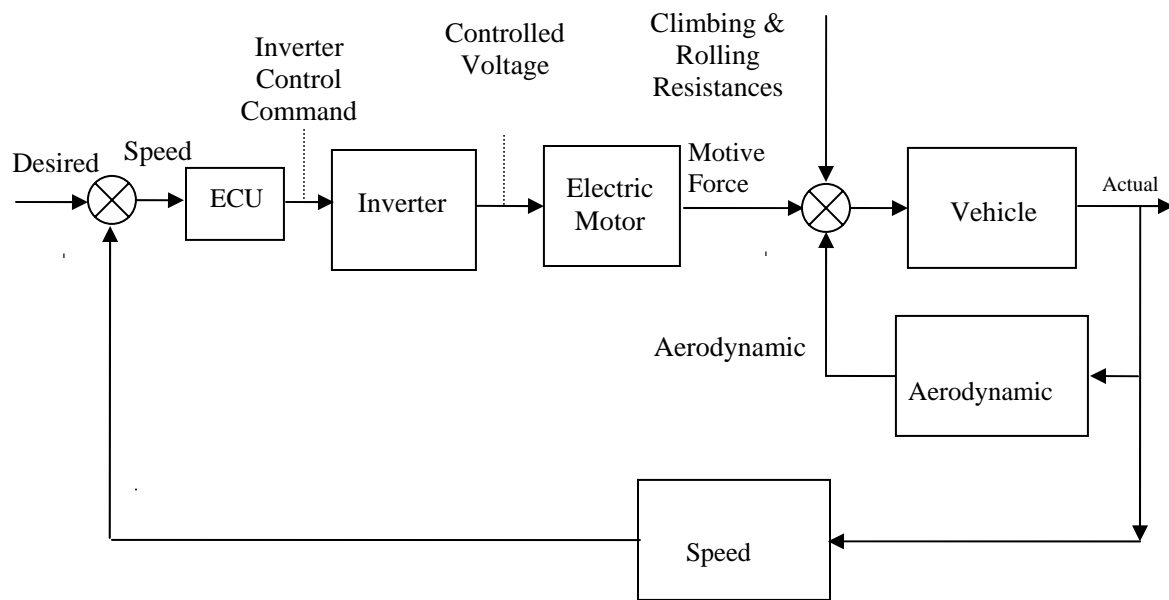 Desired
Speed
Inverter
Control
Command
ECU
Inverter
Controlled
Voltage
Electric
Motor
Motive
Force
Climbing &
Rolling
Resistances
Vehicle
Actual
Aerodynamic
Aerodynamic
Speed